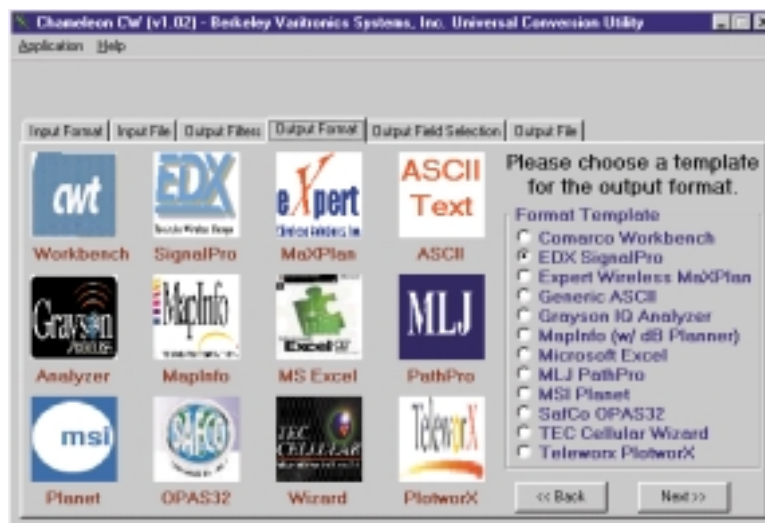 Chameleon CW (v1.02) - Berkeley Varitronics Systems, Inc. Universal Conversion Utility
Application Help
Input Format Input File Output Filters Output Format Output Field Selection Output File
cwt
Workbench
EDX
SignalPro
eXpert
MaXPlan
ASCII
Text
ASCII
Please choose a template
for the output format.
Format Template
Comarco Workbench
EDX SignalPro
Expert Wireless MaXPlan
Generic ASCII
Grayson IQ Analyzer
MapInfo (w/ dB Planner)
Microsoft Excel
MLJ PathPro
MSI Planet
SafCo OPAS32
TEC Cellular Wizard
Teleworx PlotworX
Grayson
Analyzer
MapInfo
MapInfo
Excel
MS Excel
MLJ
PathPro
msi
Planet
SAFCO
OPAS32
TEC
CELLULAR
Wizard
TeleworX
PlotworX
<< Back
Next >>